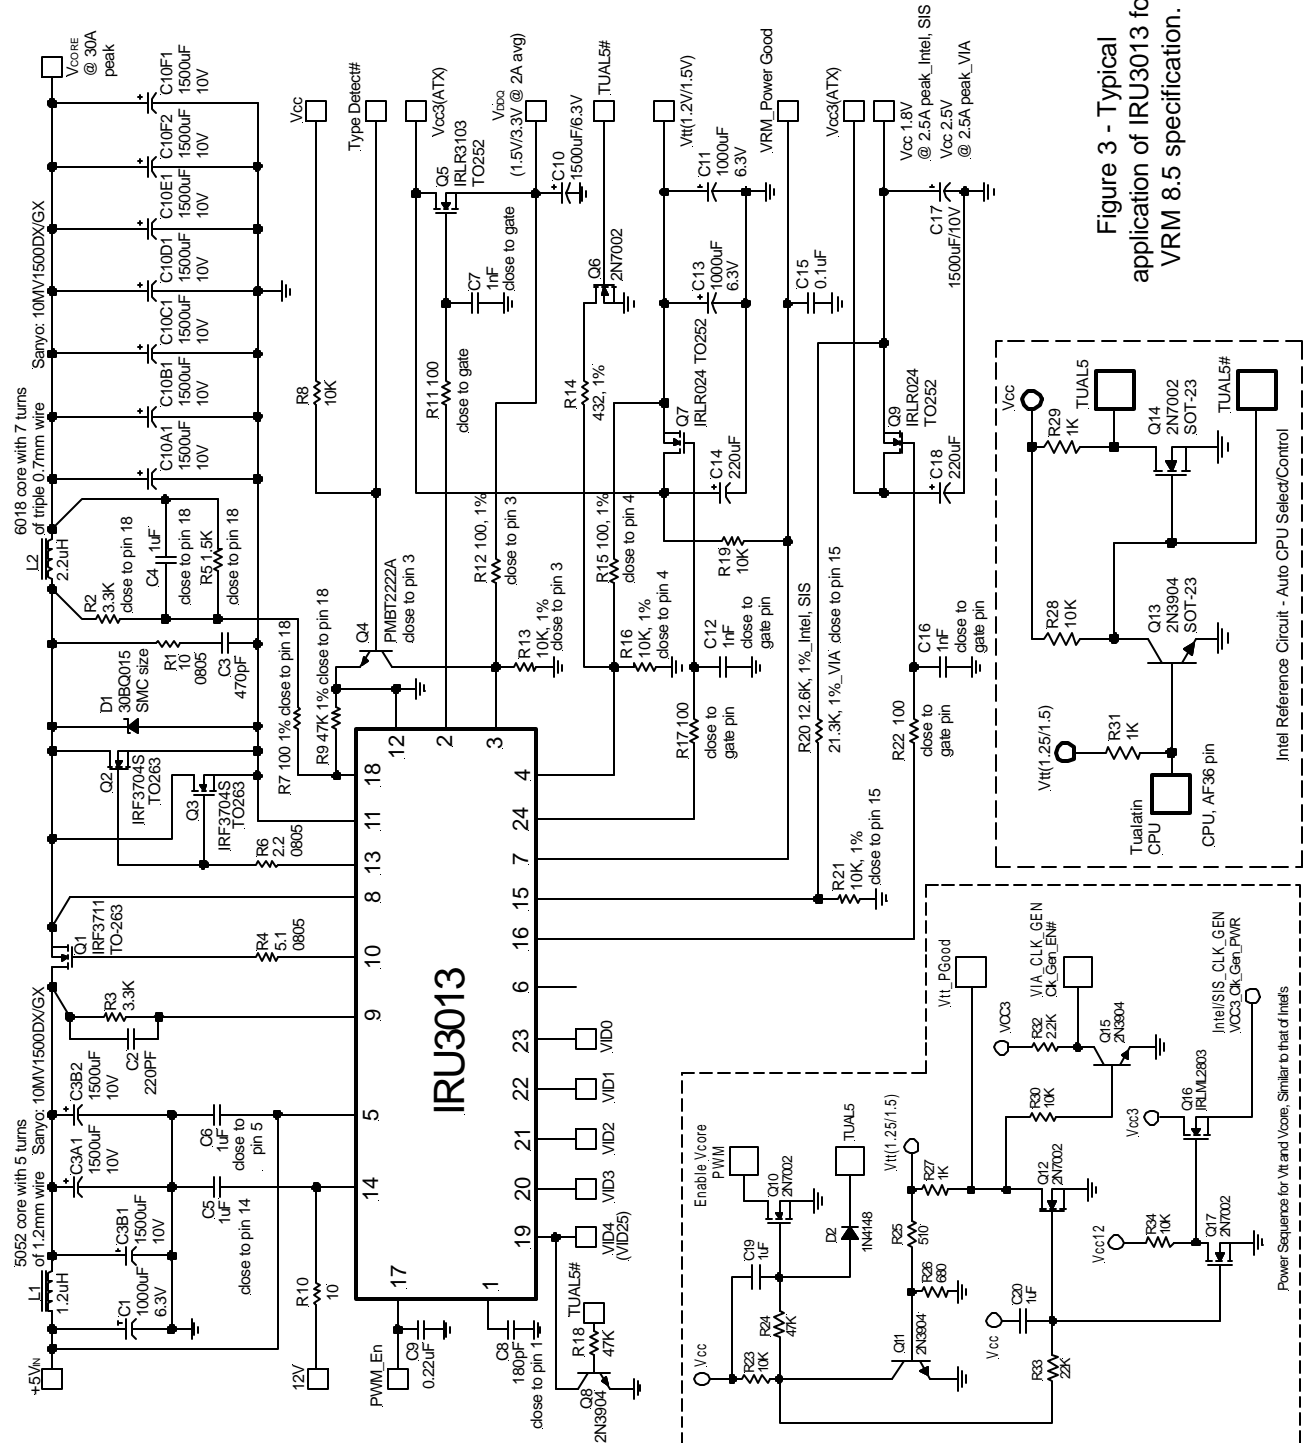 +5VIN
L1
1.2uH
5052 core with 5 turns
of 1.2mm wire
Sanyo: 10MV1500DX/GX
C1
1000uF
6.3V
C3B1
1500uF
10V
C3A1
1500uF
10V
C3B2
1500uF
10V
C5
1uF
close to pin 14
C6
1uF
close to
pin 5
C2
220PF
R3
3.3K
R10
10
12V
Q1
IRF3711
TO-263
R4
5.1
0805
R6
2.2
0805
Q2
IRF3704S
TO263
Q3
IRF3704S
TO263
D1
30BQ015
SMC size
R1
10
0805
C3
470pF
R2
3.3K
close to pin 18
L2
2.2uH
6018 core with 7 turns
of triple 0.7mm wire
C4 1uF
close to pin 18
R5 1.5K
close to pin 18
R7 100 1% close to pin 18
R9 47K 1% close to pin 18
Sanyo: 10MV1500DX/GX
C10A1
1500uF
10V
C10B1
1500uF
10V
C10C1
1500uF
10V
C10D1
1500uF
10V
C10E1
1500uF
10V
C10F2
1500uF
10V
C10F1
1500uF
10V
VCORE
@ 30A
peak
IRU3013
17
14
5
9
10
8
13
11
18
12
2
3
1
19
20
21
22
23
6
16
15
7
24
4
PWM_En
C9
0.22uF
C8
180pF
close to pin 1
Q8
2N3904
R18
47K
TUAL5#
VID4
(VID25)
VID3
VID2
VID1
VID0
Q4
PMBT2222A
close to pin 3
R8
10K
Vcc
Type Detect#
Vcc3(ATX)
Q5
IRLR3103
TO252
VDDQ
(1.5V/3.3V @ 2A avg)
R11 100
close to gate
C7
1nF
close to gate
C10
1500uF/6.3V
R12 100, 1%
close to pin 3
R13
10K, 1%
close to pin 3
TUAL5#
Q6
2N7002
R14
432, 1%
R15 100, 1%
close to pin 4
R16
10K, 1%
close to pin 4
Vtt(1.2V/1.5V)
C11
1000uF
6.3V
C13
1000uF
6.3V
Q7
IRLR024 TO252
C14
220uF
R17 100
close to
gate pin
C12
1nF
close to
gate pin
R19
10K
VRM_Power Good
C15
0.1uF
Vcc3(ATX)
Vcc 1.8V
@ 2.5A peak_Intel, SIS
Vcc 2.5V
@ 2.5A peak_VIA
C17
1500uF/10V
Q9
IRLR024
TO252
C18
220uF
R20 12.6K, 1%_Intel, SIS
21.3K, 1%_VIA close to pin 15
R21
10K, 1%
close to pin 15
R22 100
close to
gate pin
C16
1nF
close to
gate pin
Figure 3 - Typical
application of IRU3013 fo
VRM 8.5 specification.
Vcc
R29
1K
TUAL5
Q14
2N7002
SOT-23
TUAL5#
R28
10K
Q13
2N3904
SOT-23
Vtt(1.25/1.5)
R31
1K
Tualatin
CPU
CPU, AF36 pin
Intel Reference Circuit - Auto CPU Select/Control
Enable Vcore
PWM
Q10
2N7002
TUAL5
D2
1N4148
C19
1uF
Vcc
R23
10K
R24
47K
Q11
2N3904
R26
680
R25
510
Vtt(1.25/1.5)
R27
1K
Vtt_PGood
VCC3
R32
2.2K
VIA_CLK_GEN
Clk_Gen_EN#
Q15
2N3904
R30
10K
Q12
2N7002
Vcc
C20
1uF
R33
22K
Vcc12
R34
10K
Q17
2N7002
Vcc3
Q16
IRLML2803
Intel/SIS_CLK_GEN
VCC3_Clk_Gen_PWR
Power Sequence for Vtt and Vcore, Similar to that of Intel's